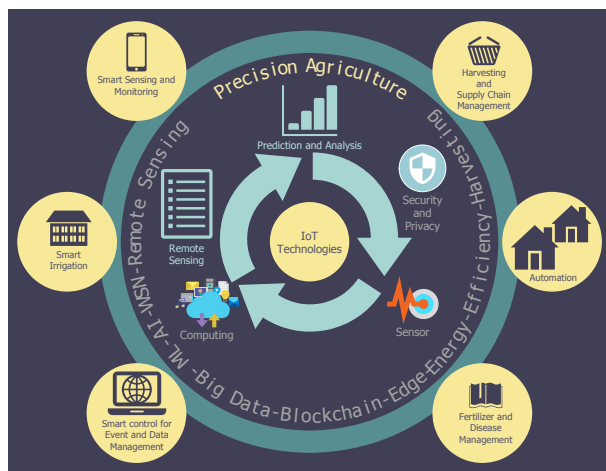 Smart Sensing and
Monitoring
Precision Agriculture
Harvesting
and
Supply Chain
Management
Prediction and Analysis
Security
and
Privacy
Remote
Sensing
IoT
Technologies
Smart
Irrigation
Automation
Computing
Sensor
ML-AI-WSN-Remote Sensing
-Big Data-Blockchain-Edge-Energy-Efficiency-Harvesting
Smart control for
Event and Data
Management
Fertilizer and
Disease
Management